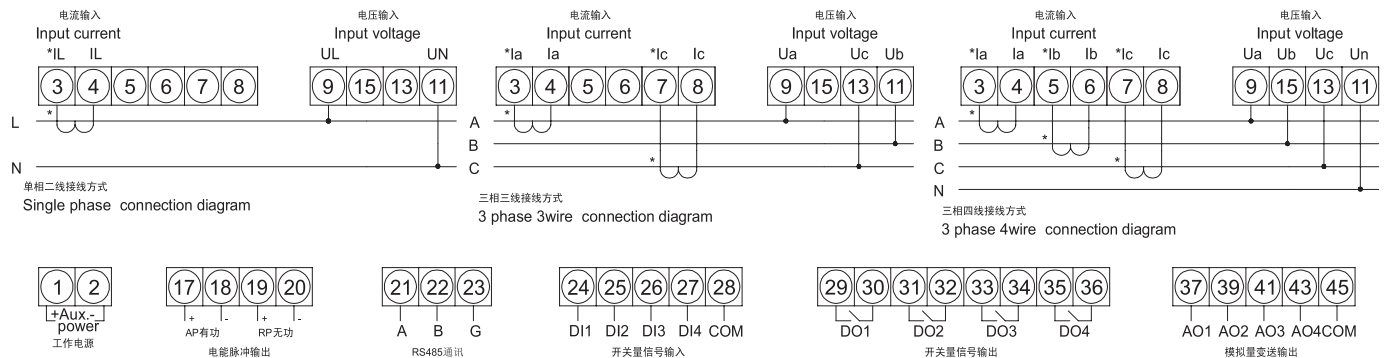 电流输入 电压输入 电流输入 电压输入 电流输入 电压输入
Input current Input voltage Input current Input voltage Input current Input voltage
*IL IL UL UN *Ia Ia *Ic Ic Ua Uc Ub *Ia Ia *Ib Ib *Ic Ic Ua Ub Uc Un
3 4 5 6 7 8 9 15 13 11 3 4 5 6 7 8 9 15 13 11 3 4 5 6 7 8 9 15 13 11
* * *
L A A
* B B
* * N C C
N
单相二线接线方式
Single phase connection diagram
三相三线接线方式
3 phase 3wire connection diagram
三相四线接线方式
3 phase 4wire connection diagram
1 2 17 18 19 20 21 22 23 24 25 26 27 28 29 30 31 32 33 34 35 36 37 39 41 43 45
+Aux.- + - + -
power AP有功 RP无功 A B G DI1 DI2 DI3 DI4 COM DO1 DO2 DO3 DO4 AO1 AO2 AO3 AO4COM
工作电源 电能脉冲输出 RS485通讯 开关量信号输入 开关量信号输出 模拟量变送输出